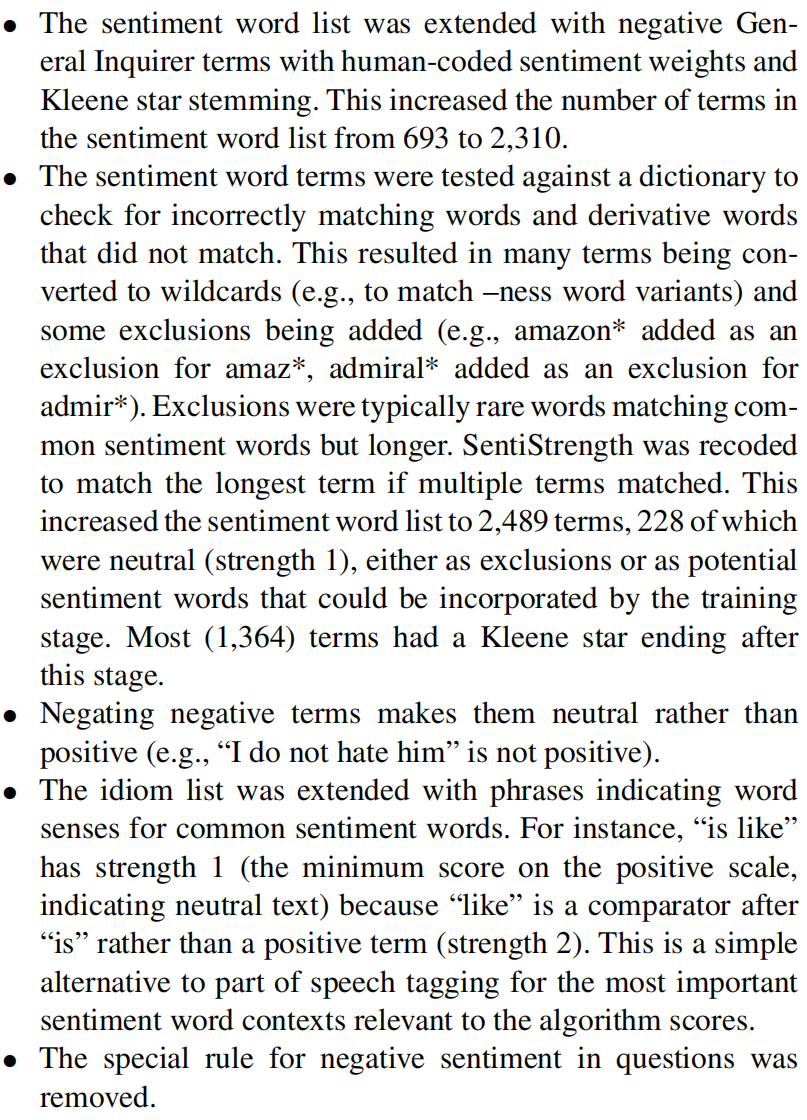 ● The sentiment word list was extended with negative Gen-
eral Inquirer terms with human-coded sentiment weights and
Kleene star stemming. This increased the number of terms in
the sentiment word list from 693 to 2,310.
● The sentiment word terms were tested against a dictionary to
check for incorrectly matching words and derivative words
that did not match. This resulted in many terms being con-
verted to wildcards (e.g., to match –ness word variants) and
some exclusions being added (e.g., amazon* added as an
exclusion for amaz*, admiral* added as an exclusion for
admir*). Exclusions were typically rare words matching com-
mon sentiment words but longer. SentiStrength was recoded
to match the longest term if multiple terms matched. This
increased the sentiment word list to 2,489 terms, 228 of which
were neutral (strength 1), either as exclusions or as potential
sentiment words that could be incorporated by the training
stage. Most (1,364) terms had a Kleene star ending after
this stage.
● Negating negative terms makes them neutral rather than
positive (e.g., “I do not hate him” is not positive).
● The idiom list was extended with phrases indicating word
senses for common sentiment words. For instance, “is like”
has strength 1 (the minimum score on the positive scale,
indicating neutral text) because “like” is a comparator after
“is” rather than a positive term (strength 2). This is a simple
alternative to part of speech tagging for the most important
sentiment word contexts relevant to the algorithm scores.
● The special rule for negative sentiment in questions was
removed.